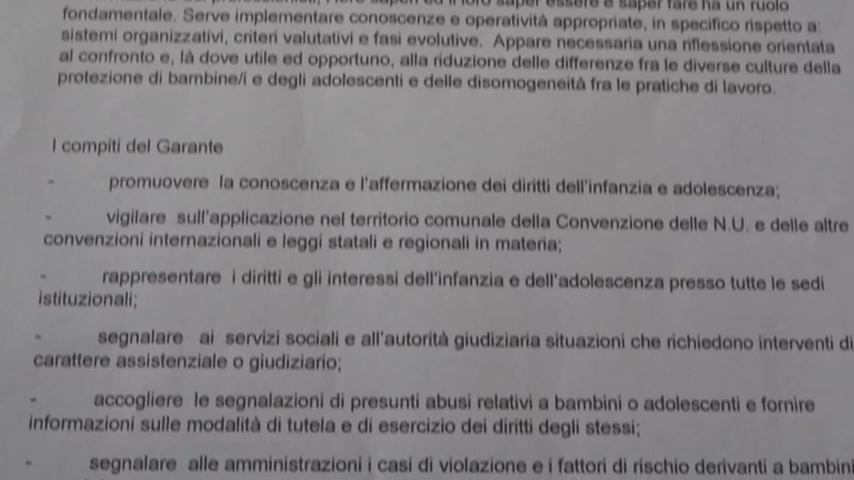 fondamentale. Serve implementare conoscenze e operatività appropriate, in specifico rispetto a:
sistemi organizzativi, criteri valutativi e fasi evolutive. Appare necessaria una riflessione orientata
al confronto e, là dove utile ed opportuno, alla riduzione delle differenze fra le diverse culture della
protezione di bambine/i e degli adolescenti e delle disomogeneità fra le pratiche di lavoro.
I compiti del Garante
- promuovere la conoscenza e l'affermazione dei diritti dell'infanzia e adolescenza;
- vigilare sull'applicazione nel territorio comunale della Convenzione delle N.U. e delle altre
convenzioni internazionali e leggi statali e regionali in materia;
- rappresentare i diritti e gli interessi dell'infanzia e dell'adolescenza presso tutte le sedi
istituzionali;
- segnalare ai servizi sociali e all'autorità giudiziaria situazioni che richiedono interventi di
carattere assistenziale o giudiziario;
- accogliere le segnalazioni di presunti abusi relativi a bambini o adolescenti e fornire
informazioni sulle modalità di tutela e di esercizio dei diritti degli stessi;
- segnalare alle amministrazioni i casi di violazione e i fattori di rischio derivanti a bambini